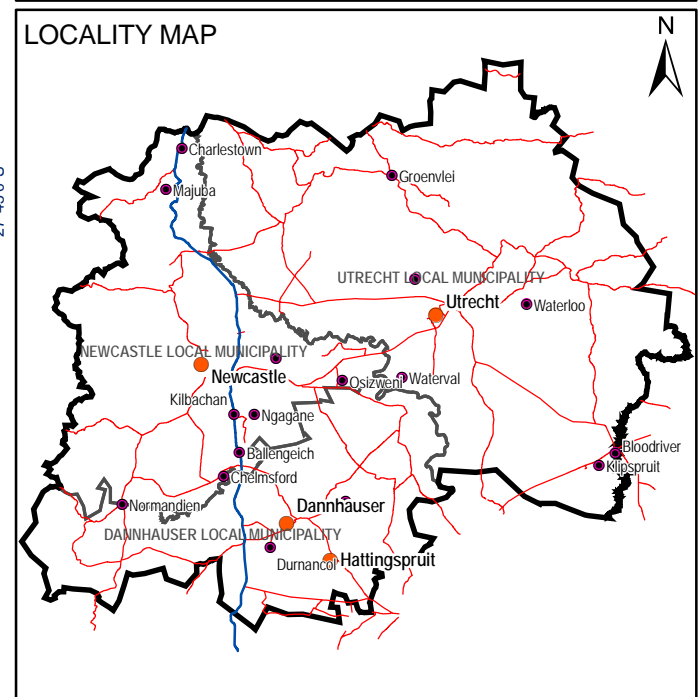 LOCALITY MAP
N
Charlestown
Groenvlei
Majuba
UTRECHT LOCAL MUNICIPALITY
Utrecht
Waterloo
NEWCASTLE LOCAL MUNICIPALITY
Newcastle
Osizweni
Waterval
Kilbachan
Ngagane
Ballengeich
Bloodriver
Klipspruit
Chelmsford
Normandien
Dannhauser
DANNHAUSER LOCAL MUNICIPALITY
Durnancol
Hattingspruit